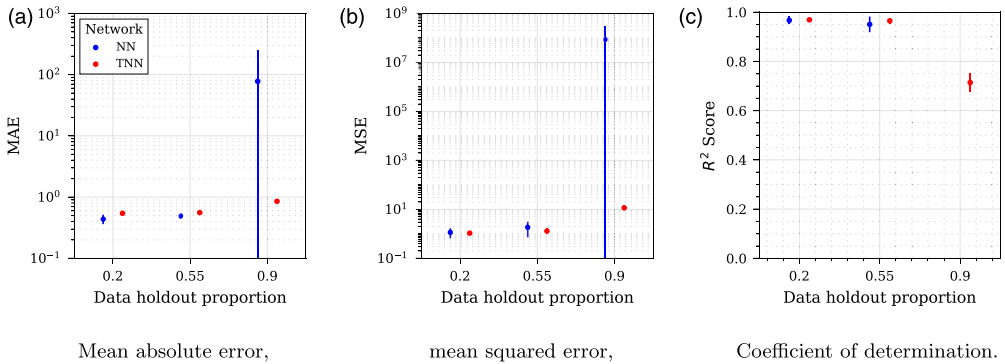 (a)
10^3
10^2
10^1
10^0
10^−1
MAE
Network
NN
TNN
0.2
0.55
0.9
Data holdout proportion
Mean absolute error,
(b)
10^9
10^7
10^5
10^3
10^1
10^−1
MSE
0.2
0.55
0.9
Data holdout proportion
mean squared error,
(c)
1.0
0.8
0.6
0.4
0.2
0.0
R^2 Score
0.2
0.55
0.9
Data holdout proportion
Coefficient of determination.